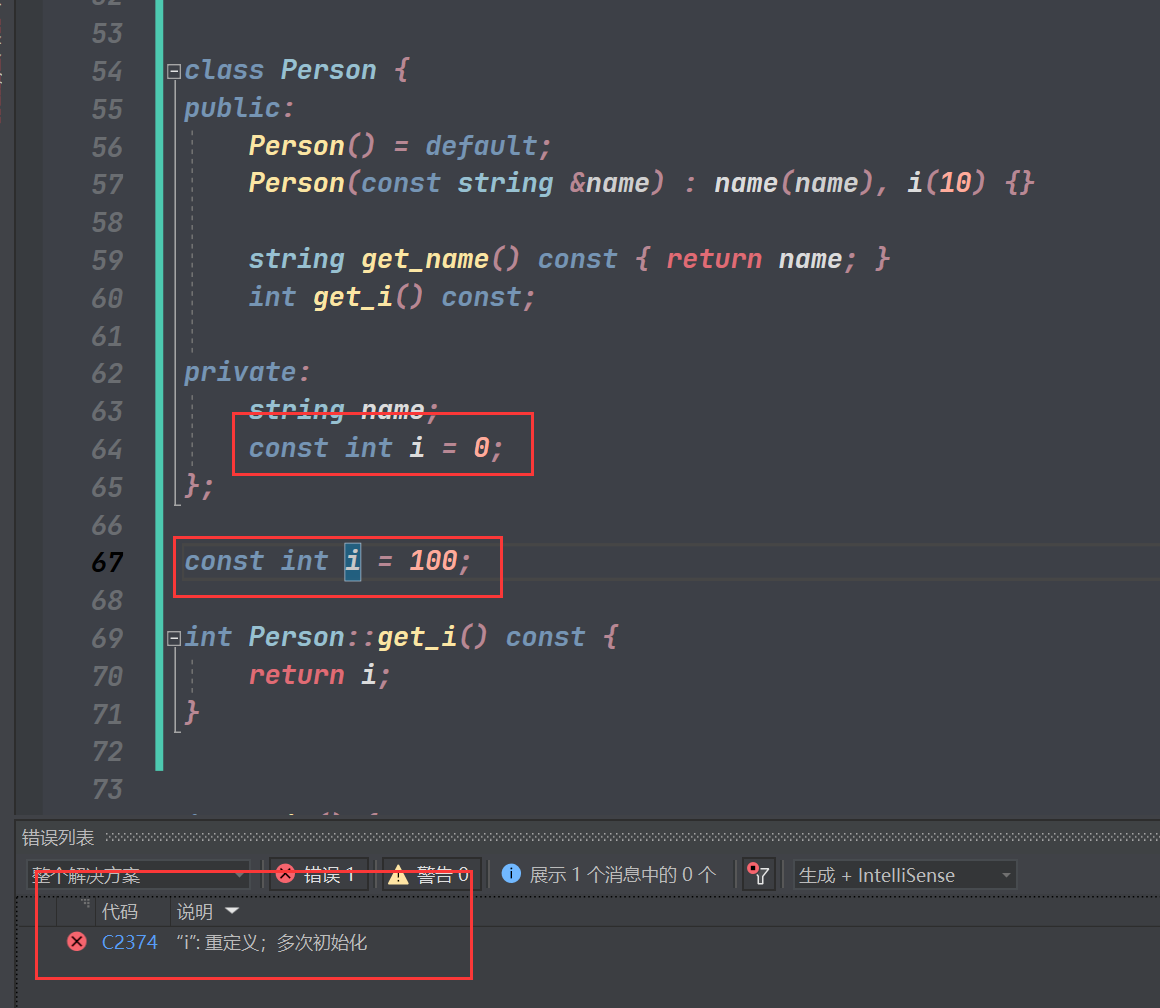 53
54 class Person {
55 public:
56 Person() = default;
57 Person(const string &name) : name(name), i(10) {}
58
59 string get_name() const { return name; }
60 int get_i() const;
61
62 private:
63 string name;
64 const int i = 0;
65 };
66
67 const int i = 100;
68
69 int Person::get_i() const {
70 return i;
71 }
72
73
错误列表
整个解决方案 错误 1 警告 0 展示 1 个消息中的 0 个 生成 + IntelliSense
代码 说明
C2374 “i”: 重定义；多次初始化